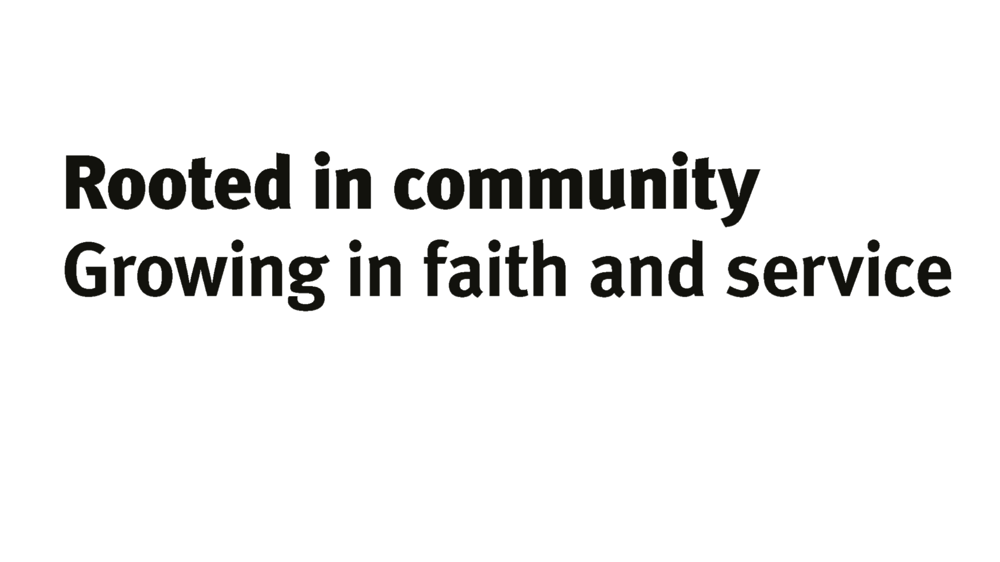 Rooted in community
Growing in faith and service